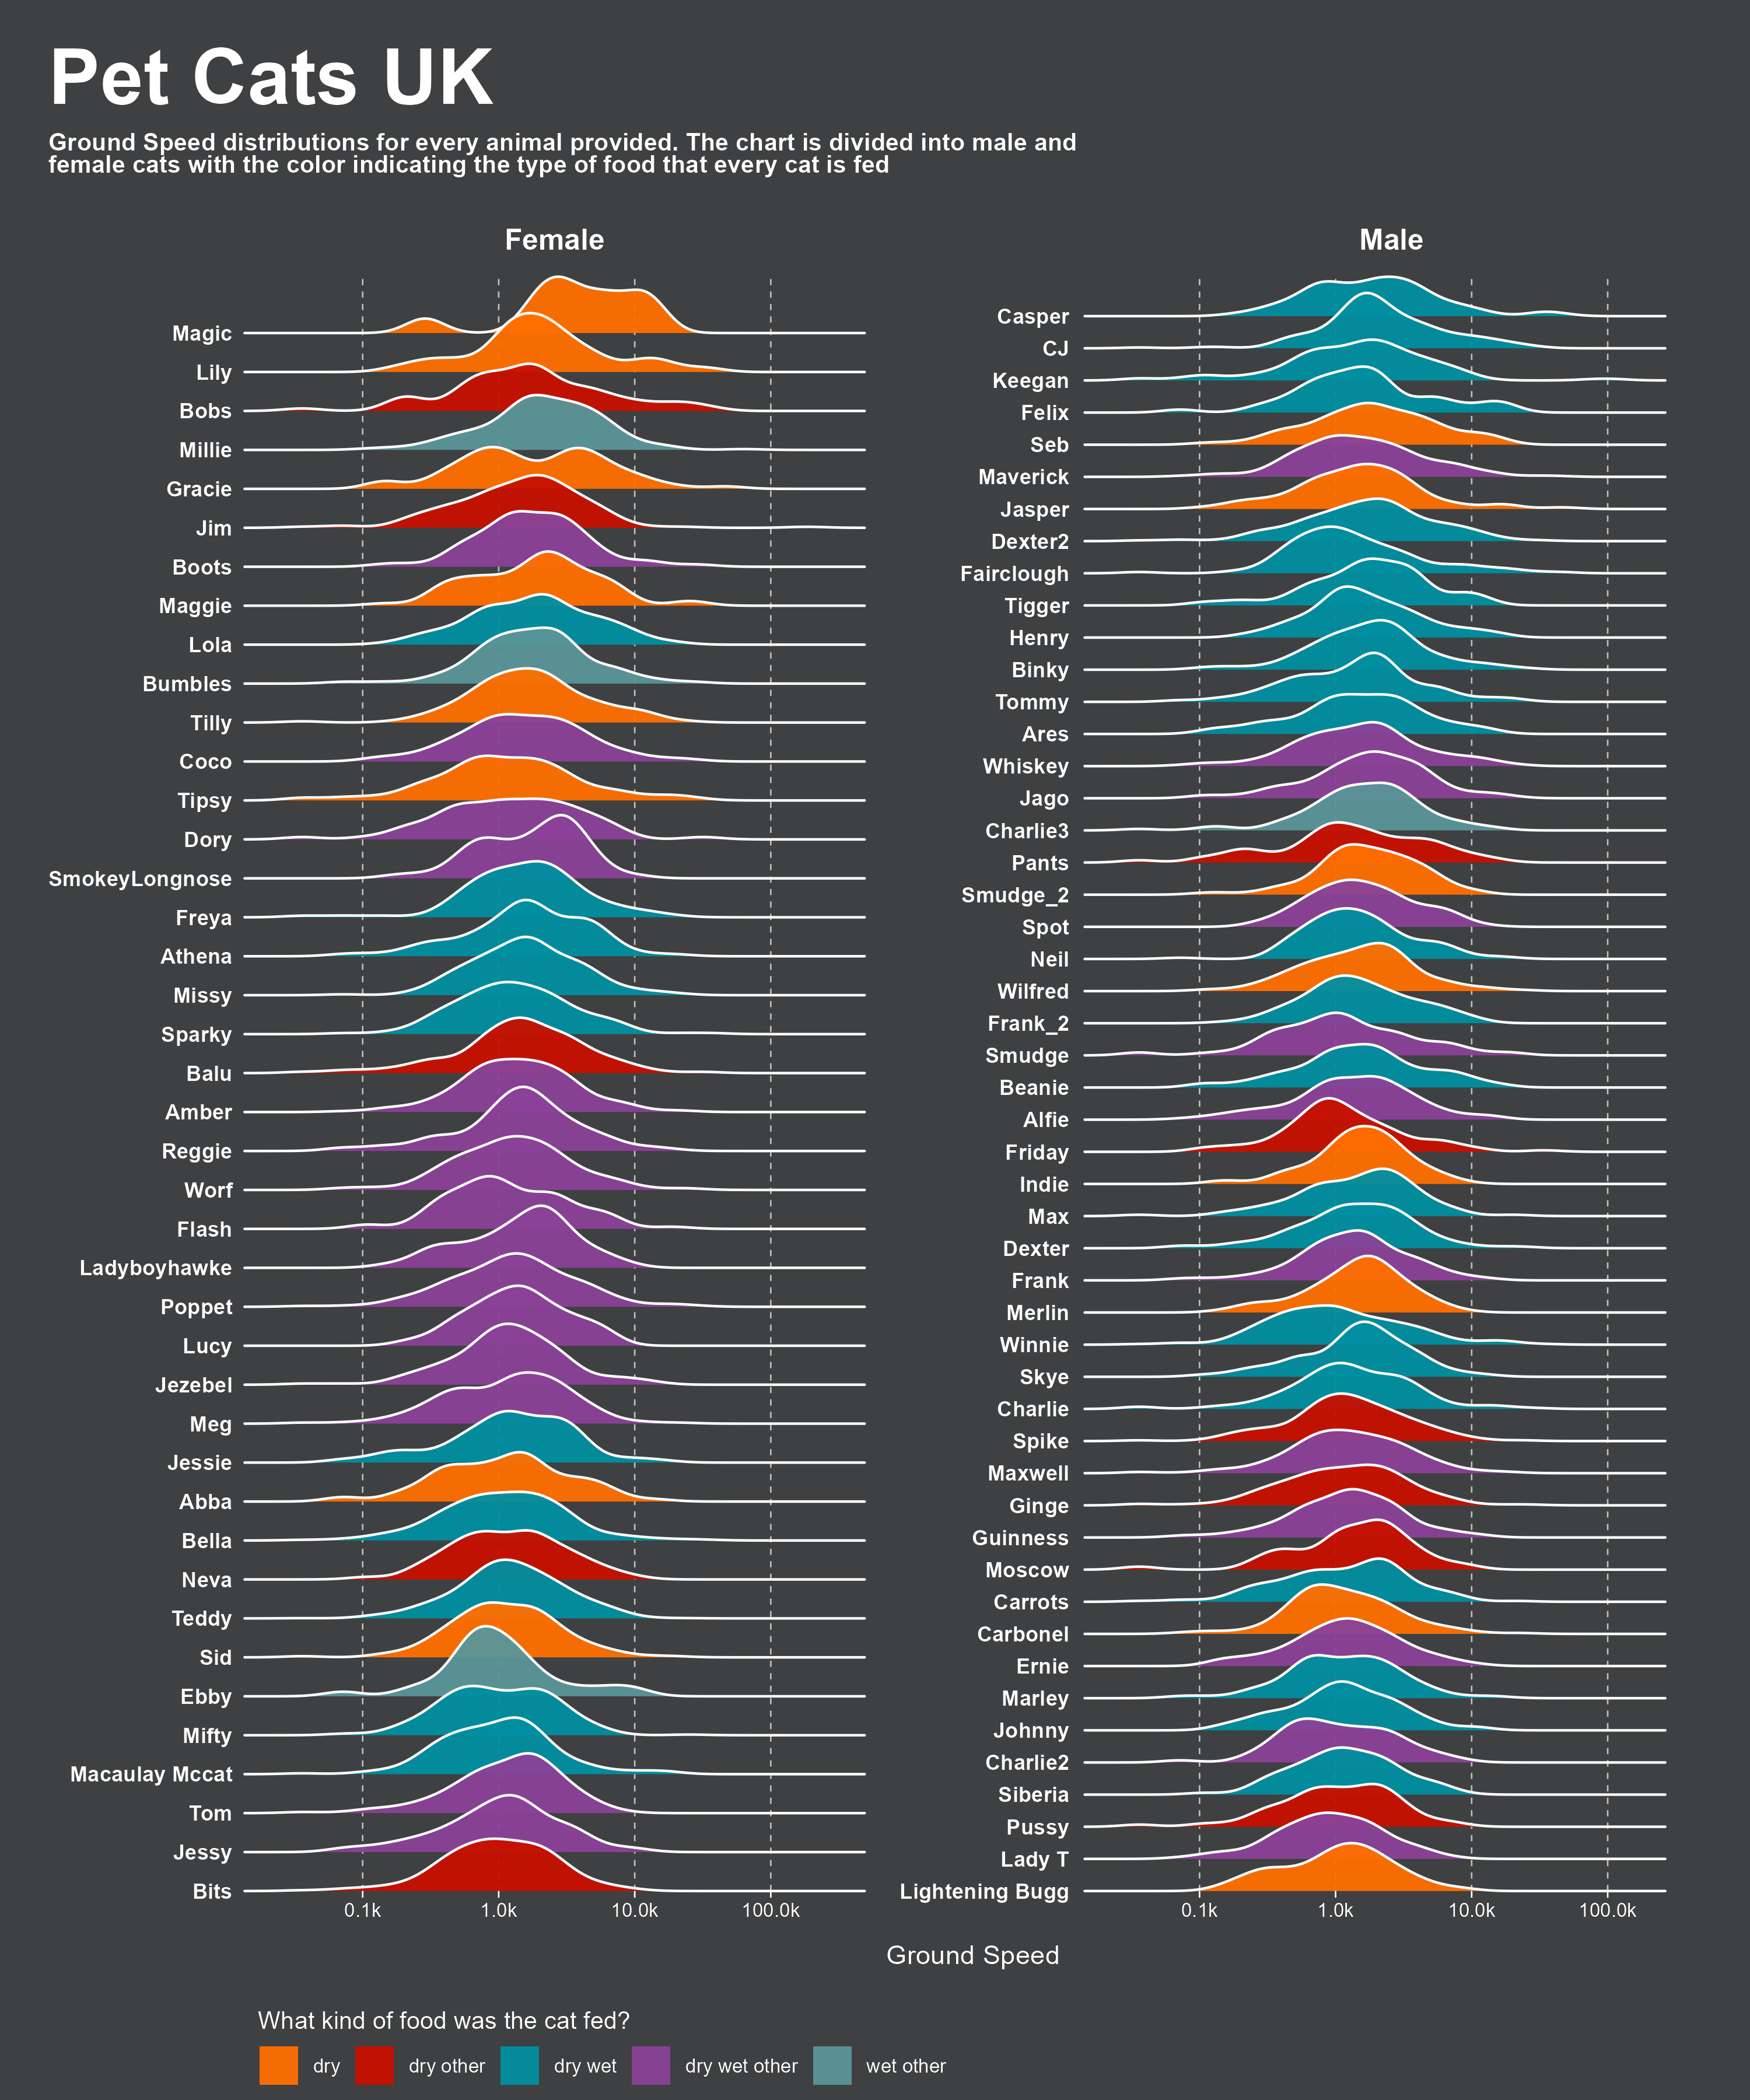 Pet Cats UK
Ground Speed distributions for every animal provided. The chart is divided into male and
female cats with the color indicating the type of food that every cat is fed
Female
Magic
Lily
Bobs
Millie
Gracie
Jim
Boots
Maggie
Lola
Bumbles
Tilly
Coco
Tipsy
Dory
SmokeyLongnose
Freya
Athena
Missy
Sparky
Balu
Amber
Reggie
Worf
Flash
Ladyboyhawke
Poppet
Lucy
Jezebel
Meg
Jessie
Abba
Bella
Neva
Teddy
Sid
Ebby
Mifty
Macaulay Mccat
Tom
Jessy
Bits
0.1k 1.0k 10.0k 100.0k
Male
Casper
CJ
Keegan
Felix
Seb
Maverick
Jasper
Dexter2
Fairclough
Tigger
Henry
Binky
Tommy
Ares
Whiskey
Jago
Charlie3
Pants
Smudge_2
Spot
Neil
Wilfred
Frank_2
Smudge
Beanie
Alfie
Friday
Indie
Max
Dexter
Frank
Merlin
Winnie
Skye
Charlie
Spike
Maxwell
Ginge
Guinness
Moscow
Carrots
Carbonel
Ernie
Marley
Johnny
Charlie2
Siberia
Pussy
Lady T
Lightening Bugg
0.1k 1.0k 10.0k 100.0k
Ground Speed
What kind of food was the cat fed?
dry dry other dry wet dry wet other wet other